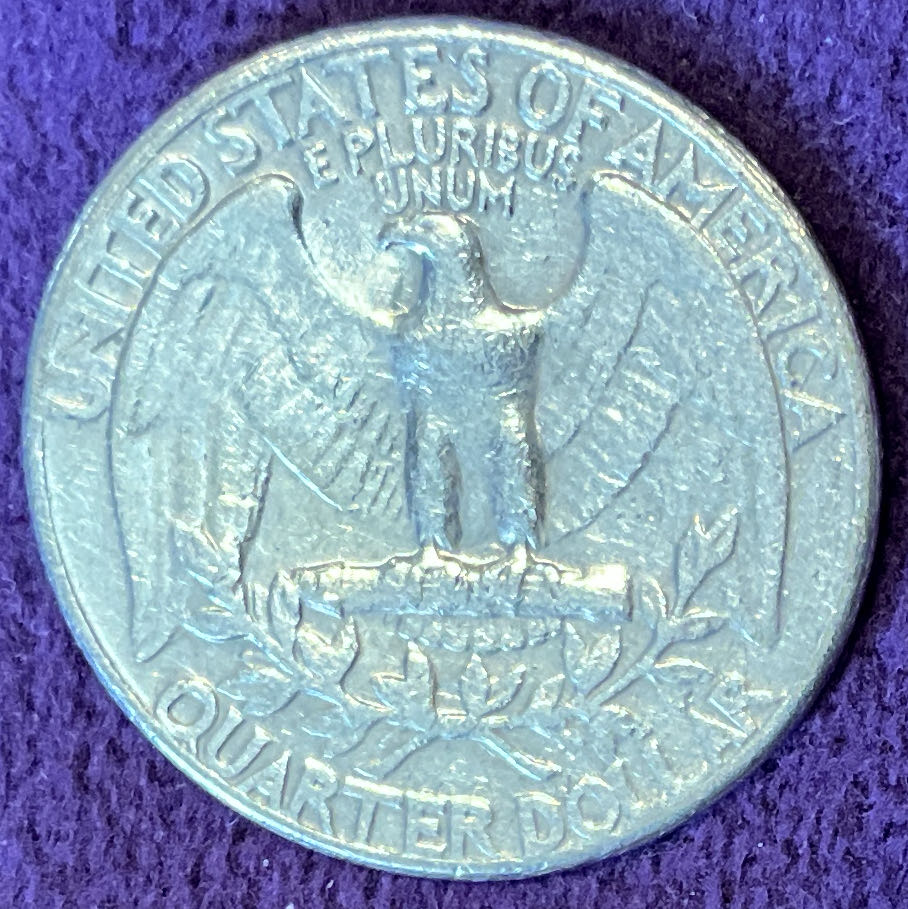 UNITED STATES OF AMERICA
E PLURIBUS
UNUM
QUARTER DOLLAR